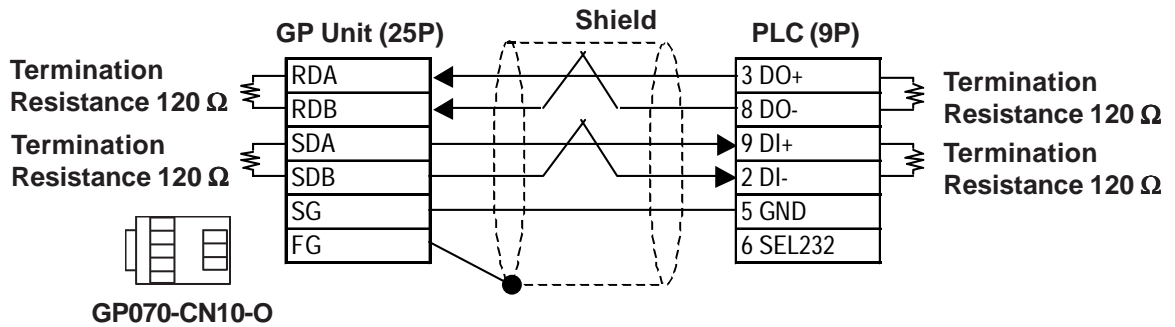 Shield
GP Unit (25P)
PLC (9P)
Termination
Resistance 120 Ω
Termination
Resistance 120 Ω
RDA
RDB
SDA
SDB
SG
FG
3 DO+
8 DO-
9 DI+
2 DI-
5 GND
6 SEL232
Termination
Resistance 120 Ω
Termination
Resistance 120 Ω
GP070-CN10-O